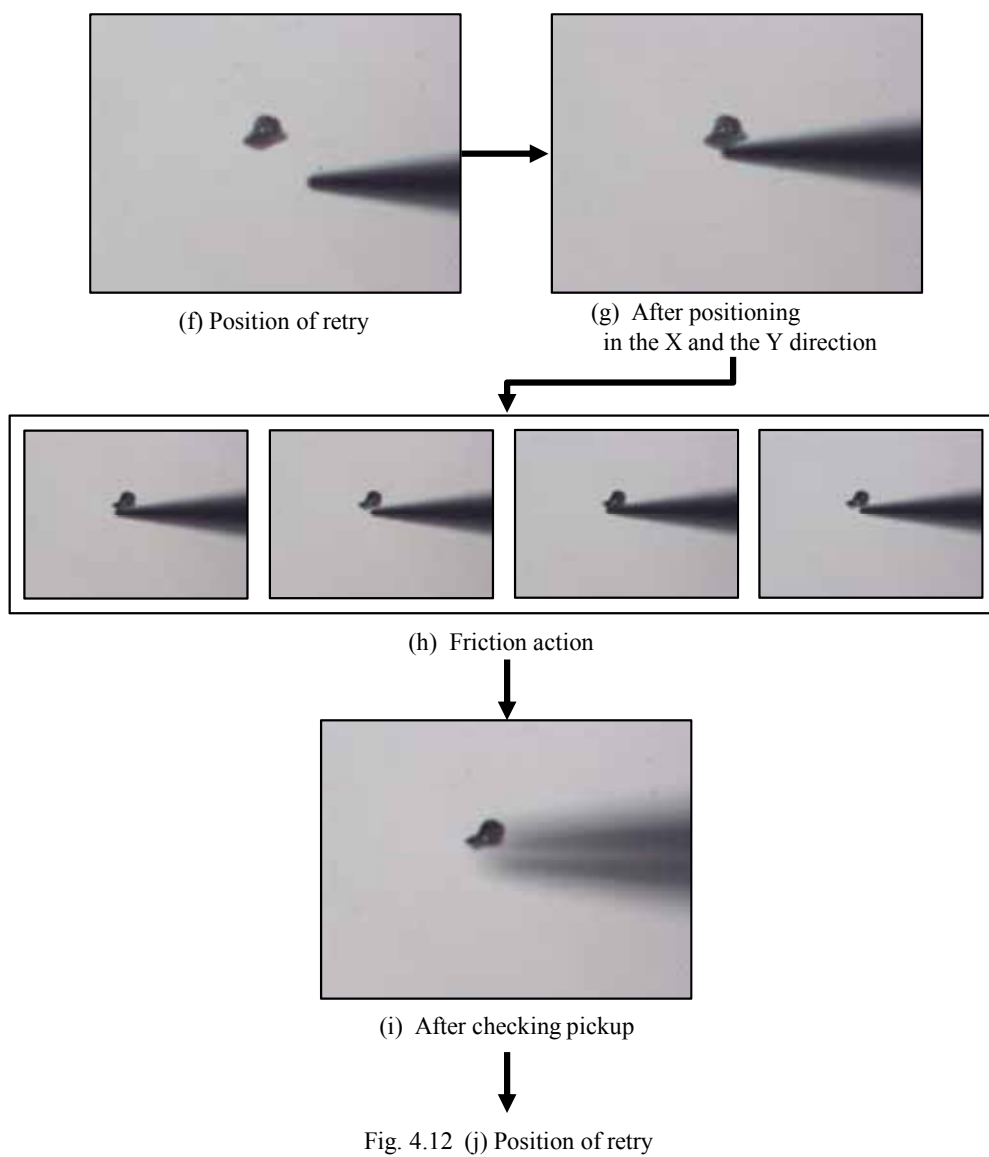 (f) Position of retry
(g) After positioning
in the X and the Y direction
(h) Friction action
(i) After checking pickup
Fig. 4.12 (j) Position of retry